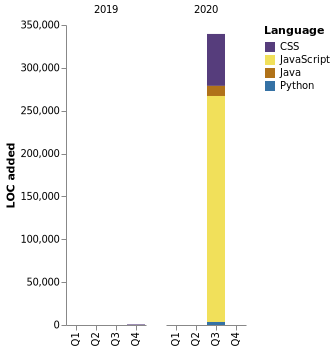 2019 2020
Language
CSS
JavaScript
Java
Python
LOC added
350,000
300,000
250,000
200,000
150,000
100,000
50,000
0
Q1 Q2 Q3 Q4 Q1 Q2 Q3 Q4